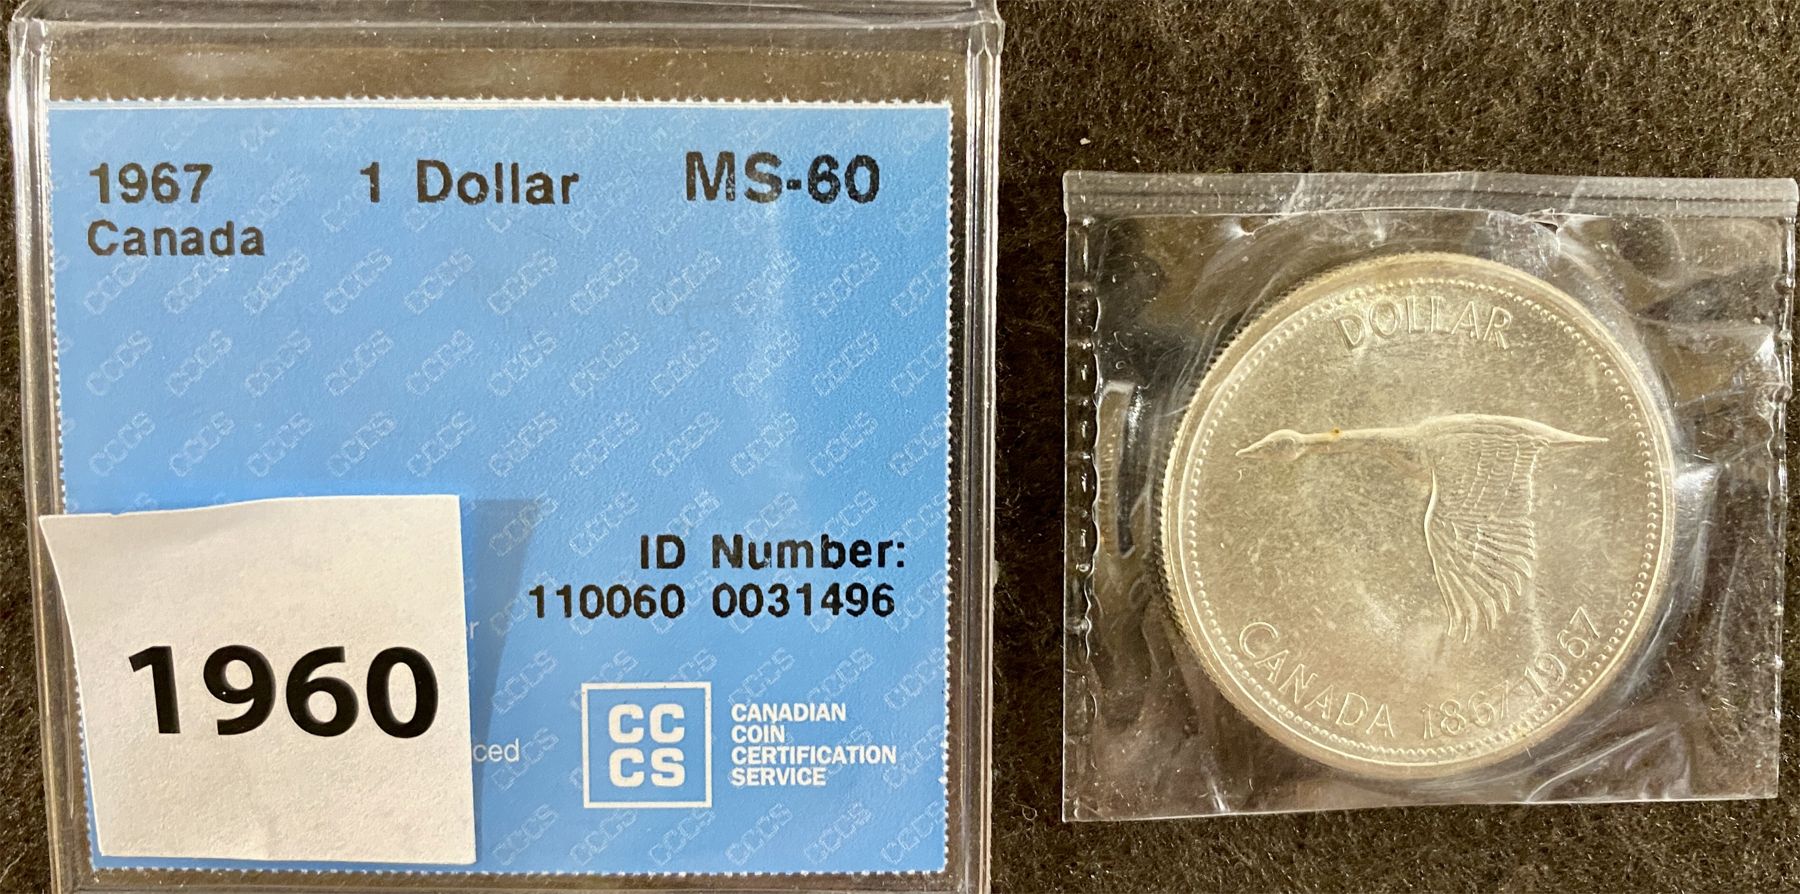 1967 1 Dollar MS-60
Canada
ID Number:
110060 0031496
1960
ced
CC
CS
CANADIAN
COIN
CERTIFICATION
SERVICE
DOLLAR
CANADA 1867 1967